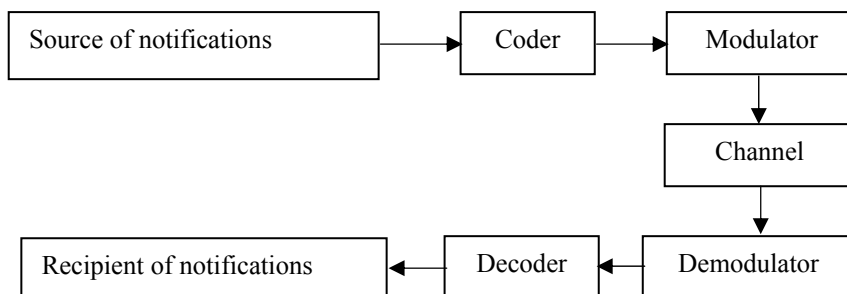 Source of notifications
Coder
Modulator
Channel
Demodulator
Decoder
Recipient of notifications